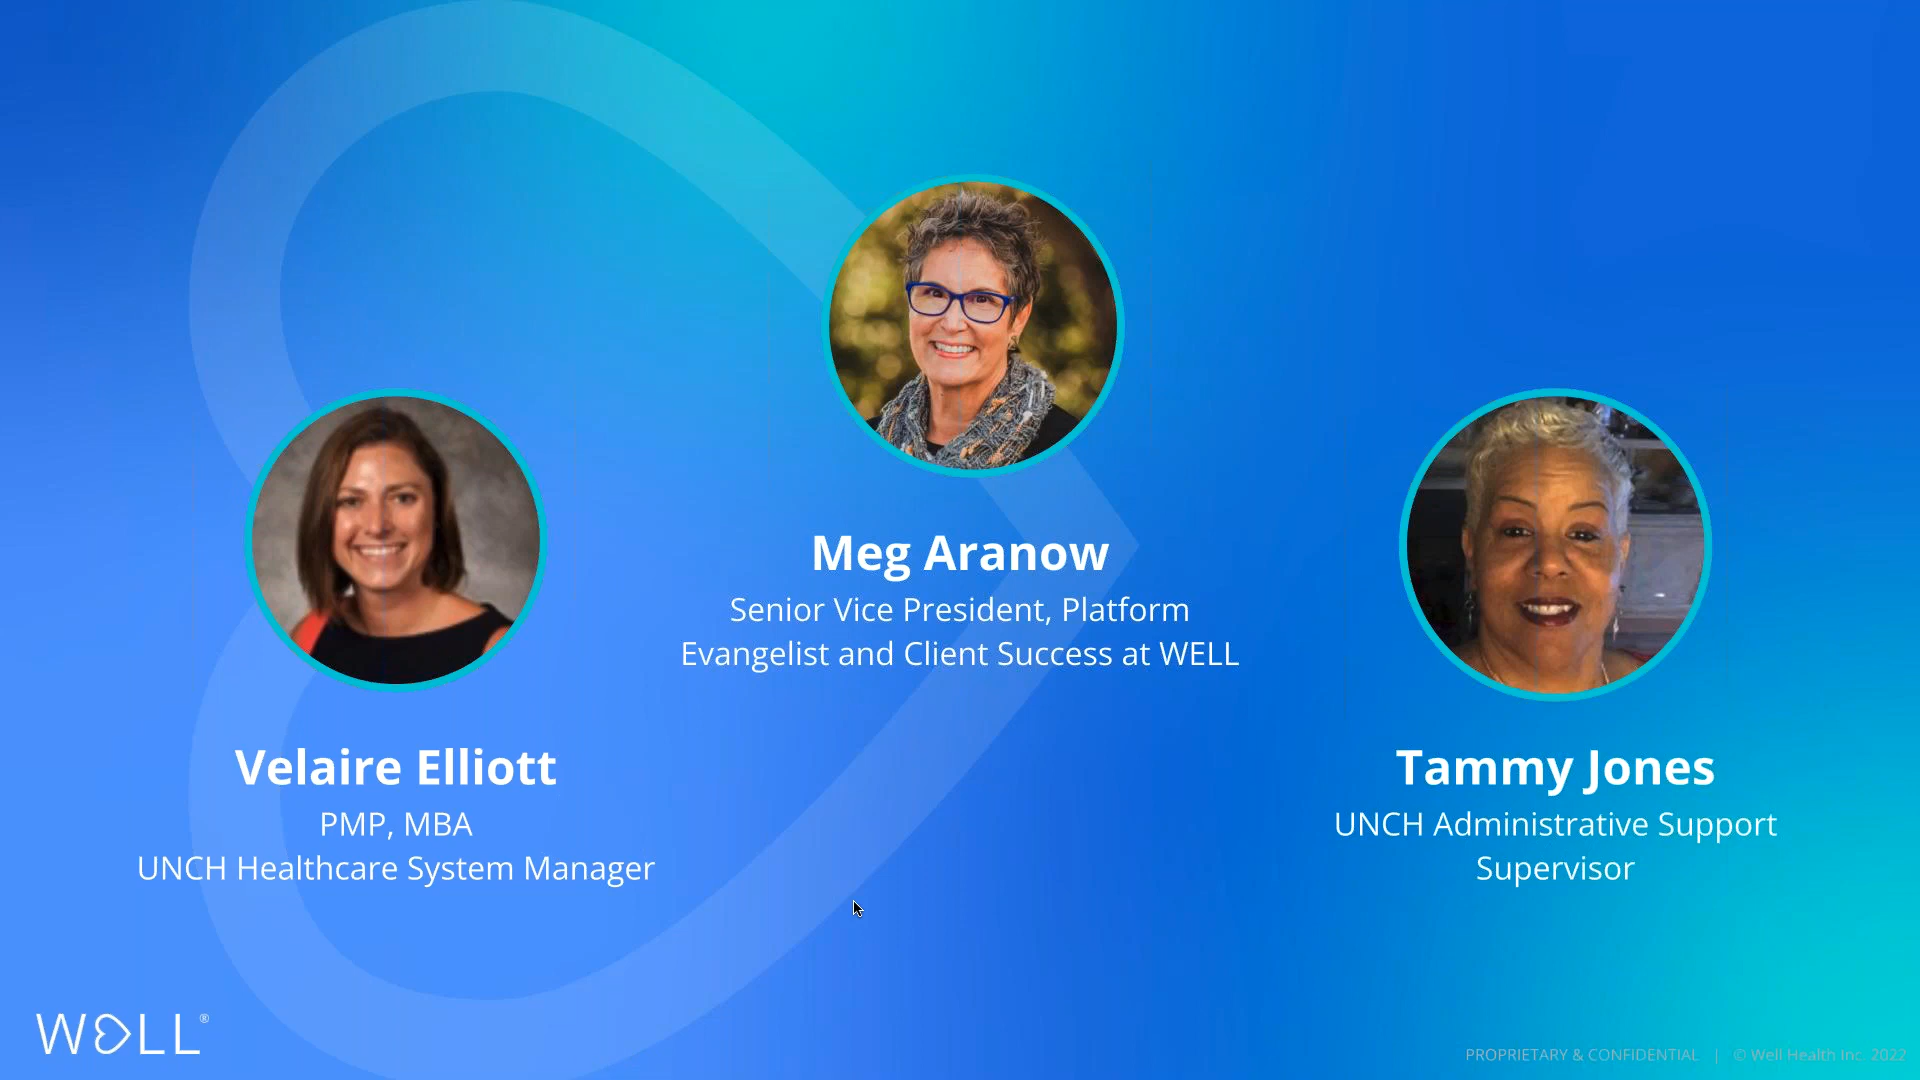 Meg Aranow
Senior Vice President, Platform
Evangelist and Client Success at WELL
Velaire Elliott
PMP, MBA
UNCH Healthcare System Manager
Tammy Jones
UNCH Administrative Support
Supervisor
WELL®
PROPRIETARY & CONFIDENTIAL | © Well Health Inc. 2022